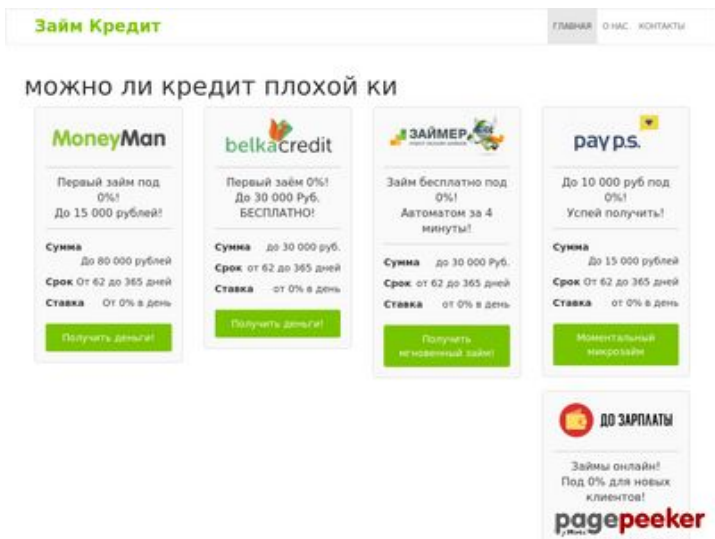 Займ Кредит
ГЛАВНАЯ О НАС КОНТАКТЫ
можно ли кредит плохой ки
MoneyMan
Первый займ под
0%!
До 15 000 рублей!
Сумма
До 80 000 рублей
Срок От 62 до 365 дней
Ставка От 0% в день
Получить деньги!
belkacredit
Первый заём 0%!
До 30 000 Руб.
БЕСПЛАТНО!
Сумма до 30 000 руб.
Срок от 62 до 365 дней
Ставка от 0% в день
Получить деньги!
ЗАЙМЕР
Займ бесплатно под
0%!
Автоматом за 4
минуты!
Сумма до 30 000 Руб.
Срок от 62 до 365 дней
Ставка от 0% в день
Получить
мгновенный займ!
pay p.s.
До 10 000 руб под
0%!
Успей получить!
Сумма
До 15 000 рублей
Срок От 62 до 365 дней
Ставка от 0% в день
Моментальный
микрозайм
ДО ЗАРПЛАТЫ
Займы онлайн!
Под 0% для новых
клиентов!
pagepeeker